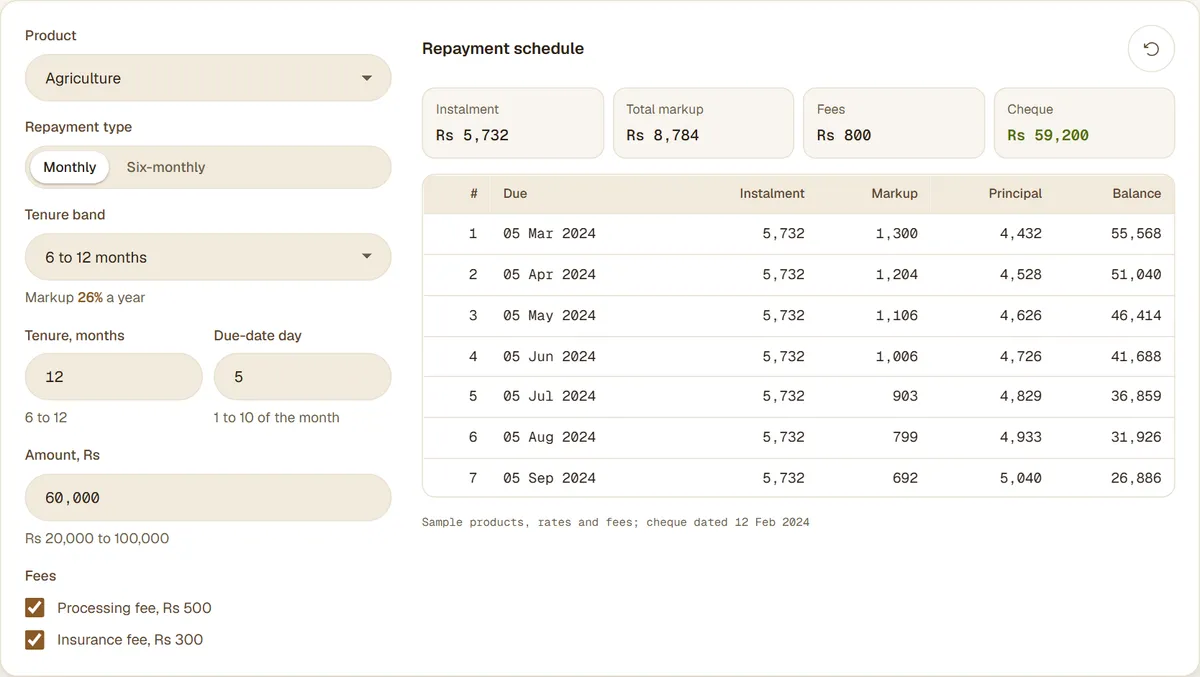 Product
Agriculture
Repayment type
Monthly Six-monthly
Tenure band
6 to 12 months
Markup 26% a year
Tenure, months Due-date day
12 5
6 to 12 1 to 10 of the month
Amount, Rs
60,000
Rs 20,000 to 100,000
Fees
Processing fee, Rs 500
Insurance fee, Rs 300
Repayment schedule
Instalment Total markup Fees Cheque
Rs 5,732 Rs 8,784 Rs 800 Rs 59,200
# Due Instalment Markup Principal Balance
1 05 Mar 2024 5,732 1,300 4,432 55,568
2 05 Apr 2024 5,732 1,204 4,528 51,040
3 05 May 2024 5,732 1,106 4,626 46,414
4 05 Jun 2024 5,732 1,006 4,726 41,688
5 05 Jul 2024 5,732 903 4,829 36,859
6 05 Aug 2024 5,732 799 4,933 31,926
7 05 Sep 2024 5,732 692 5,040 26,886
Sample products, rates and fees; cheque dated 12 Feb 2024